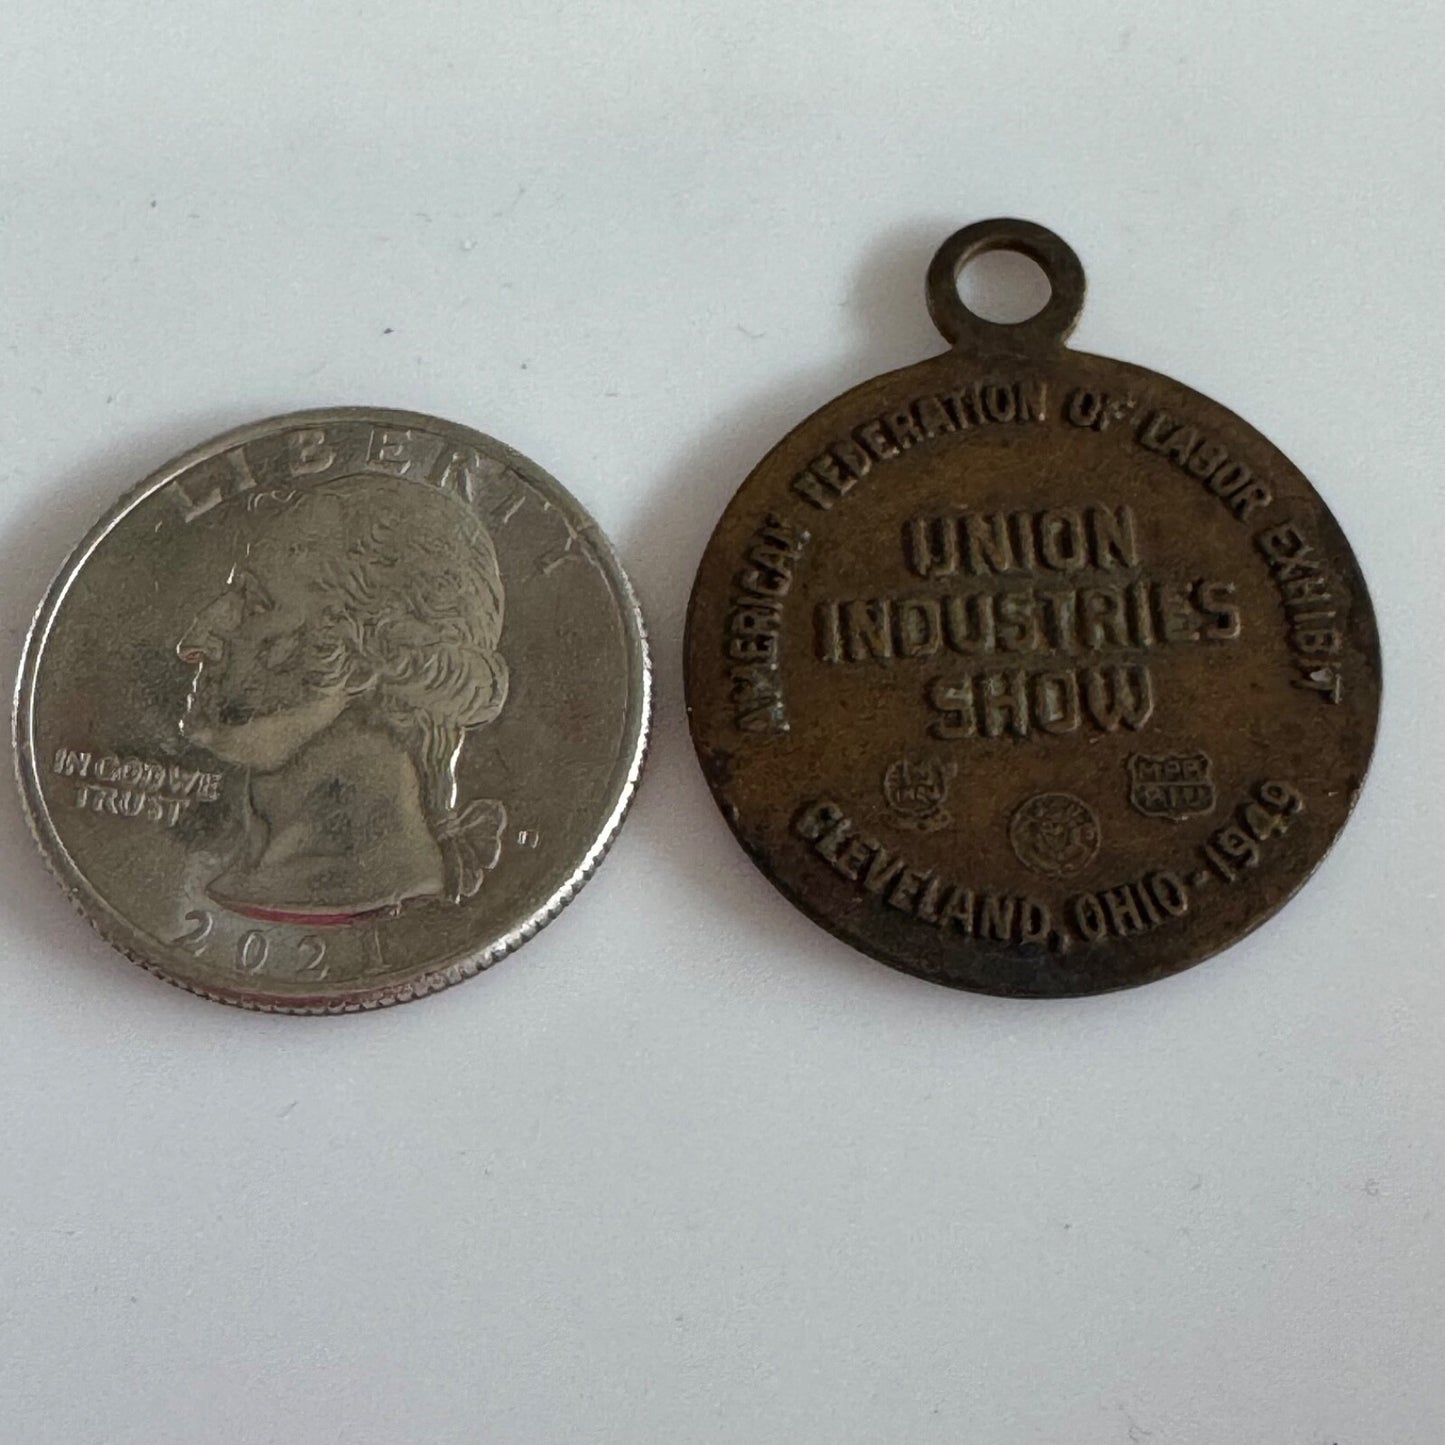 LIBERTY
IN GOD WE
TRUST
2021
AMERICAN FEDERATION OF LABOR EXHIBIT
UNION
INDUSTRIES
SHOW
CLEVELAND, OHIO-1949